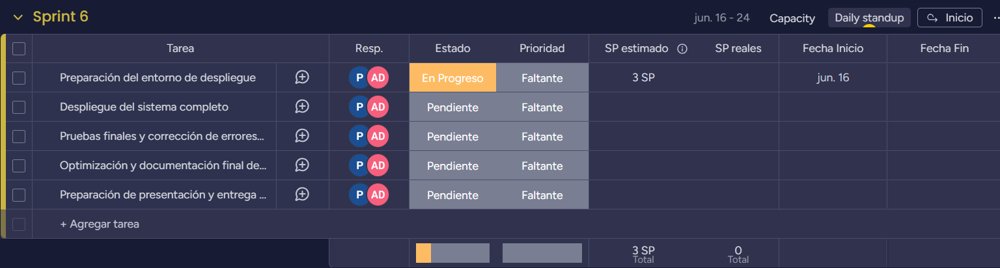 Sprint 6
jun. 16 - 24 Capacity Daily standup Inicio
Tarea Resp. Estado Prioridad SP estimado SP reales Fecha Inicio Fecha Fin
Preparación del entorno de despliegue P AD En Progreso Faltante 3 SP jun. 16
Despliegue del sistema completo P AD Pendiente Faltante
Pruebas finales y corrección de errores... P AD Pendiente Faltante
Optimización y documentación final de... P AD Pendiente Faltante
Preparación de presentación y entrega ... P AD Pendiente Faltante
+ Agregar tarea
3 SP 0
Total Total